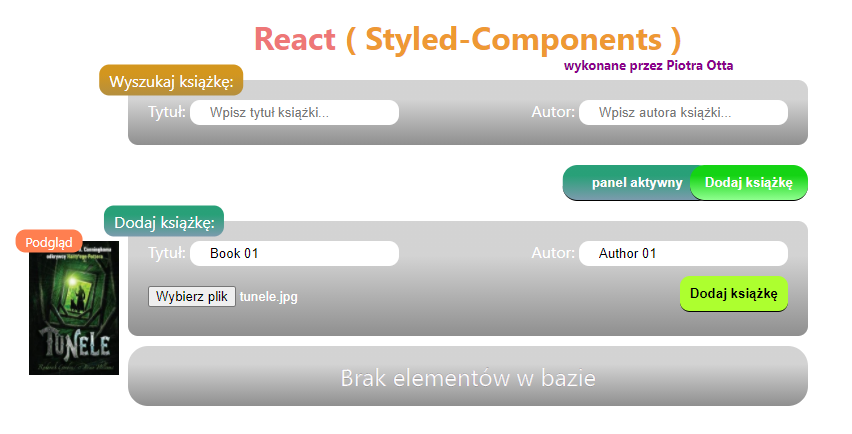 React ( Styled-Components )
wykonane przez Piotra Otta
Wyszukaj książkę:
Tytuł: Wpisz tytuł książki... Autor: Wpisz autora książki...
panel aktywny Dodaj książkę
Dodaj książkę:
Podgląd
Tytuł: Book 01 Autor: Author 01
Wybierz plik tunele.jpg Dodaj książkę
TUNELE
Brak elementów w bazie